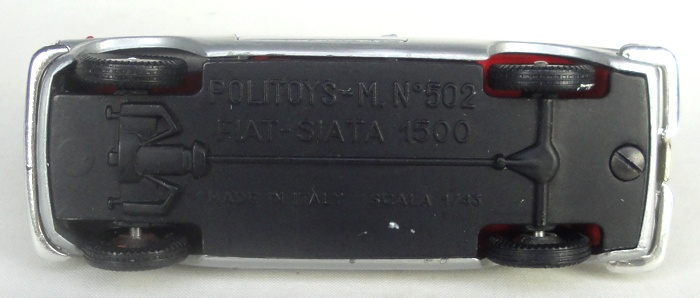 POLITOYS-M. N°502
FIAT-SIATA 1500
MADE IN ITALY SCALA 1/43